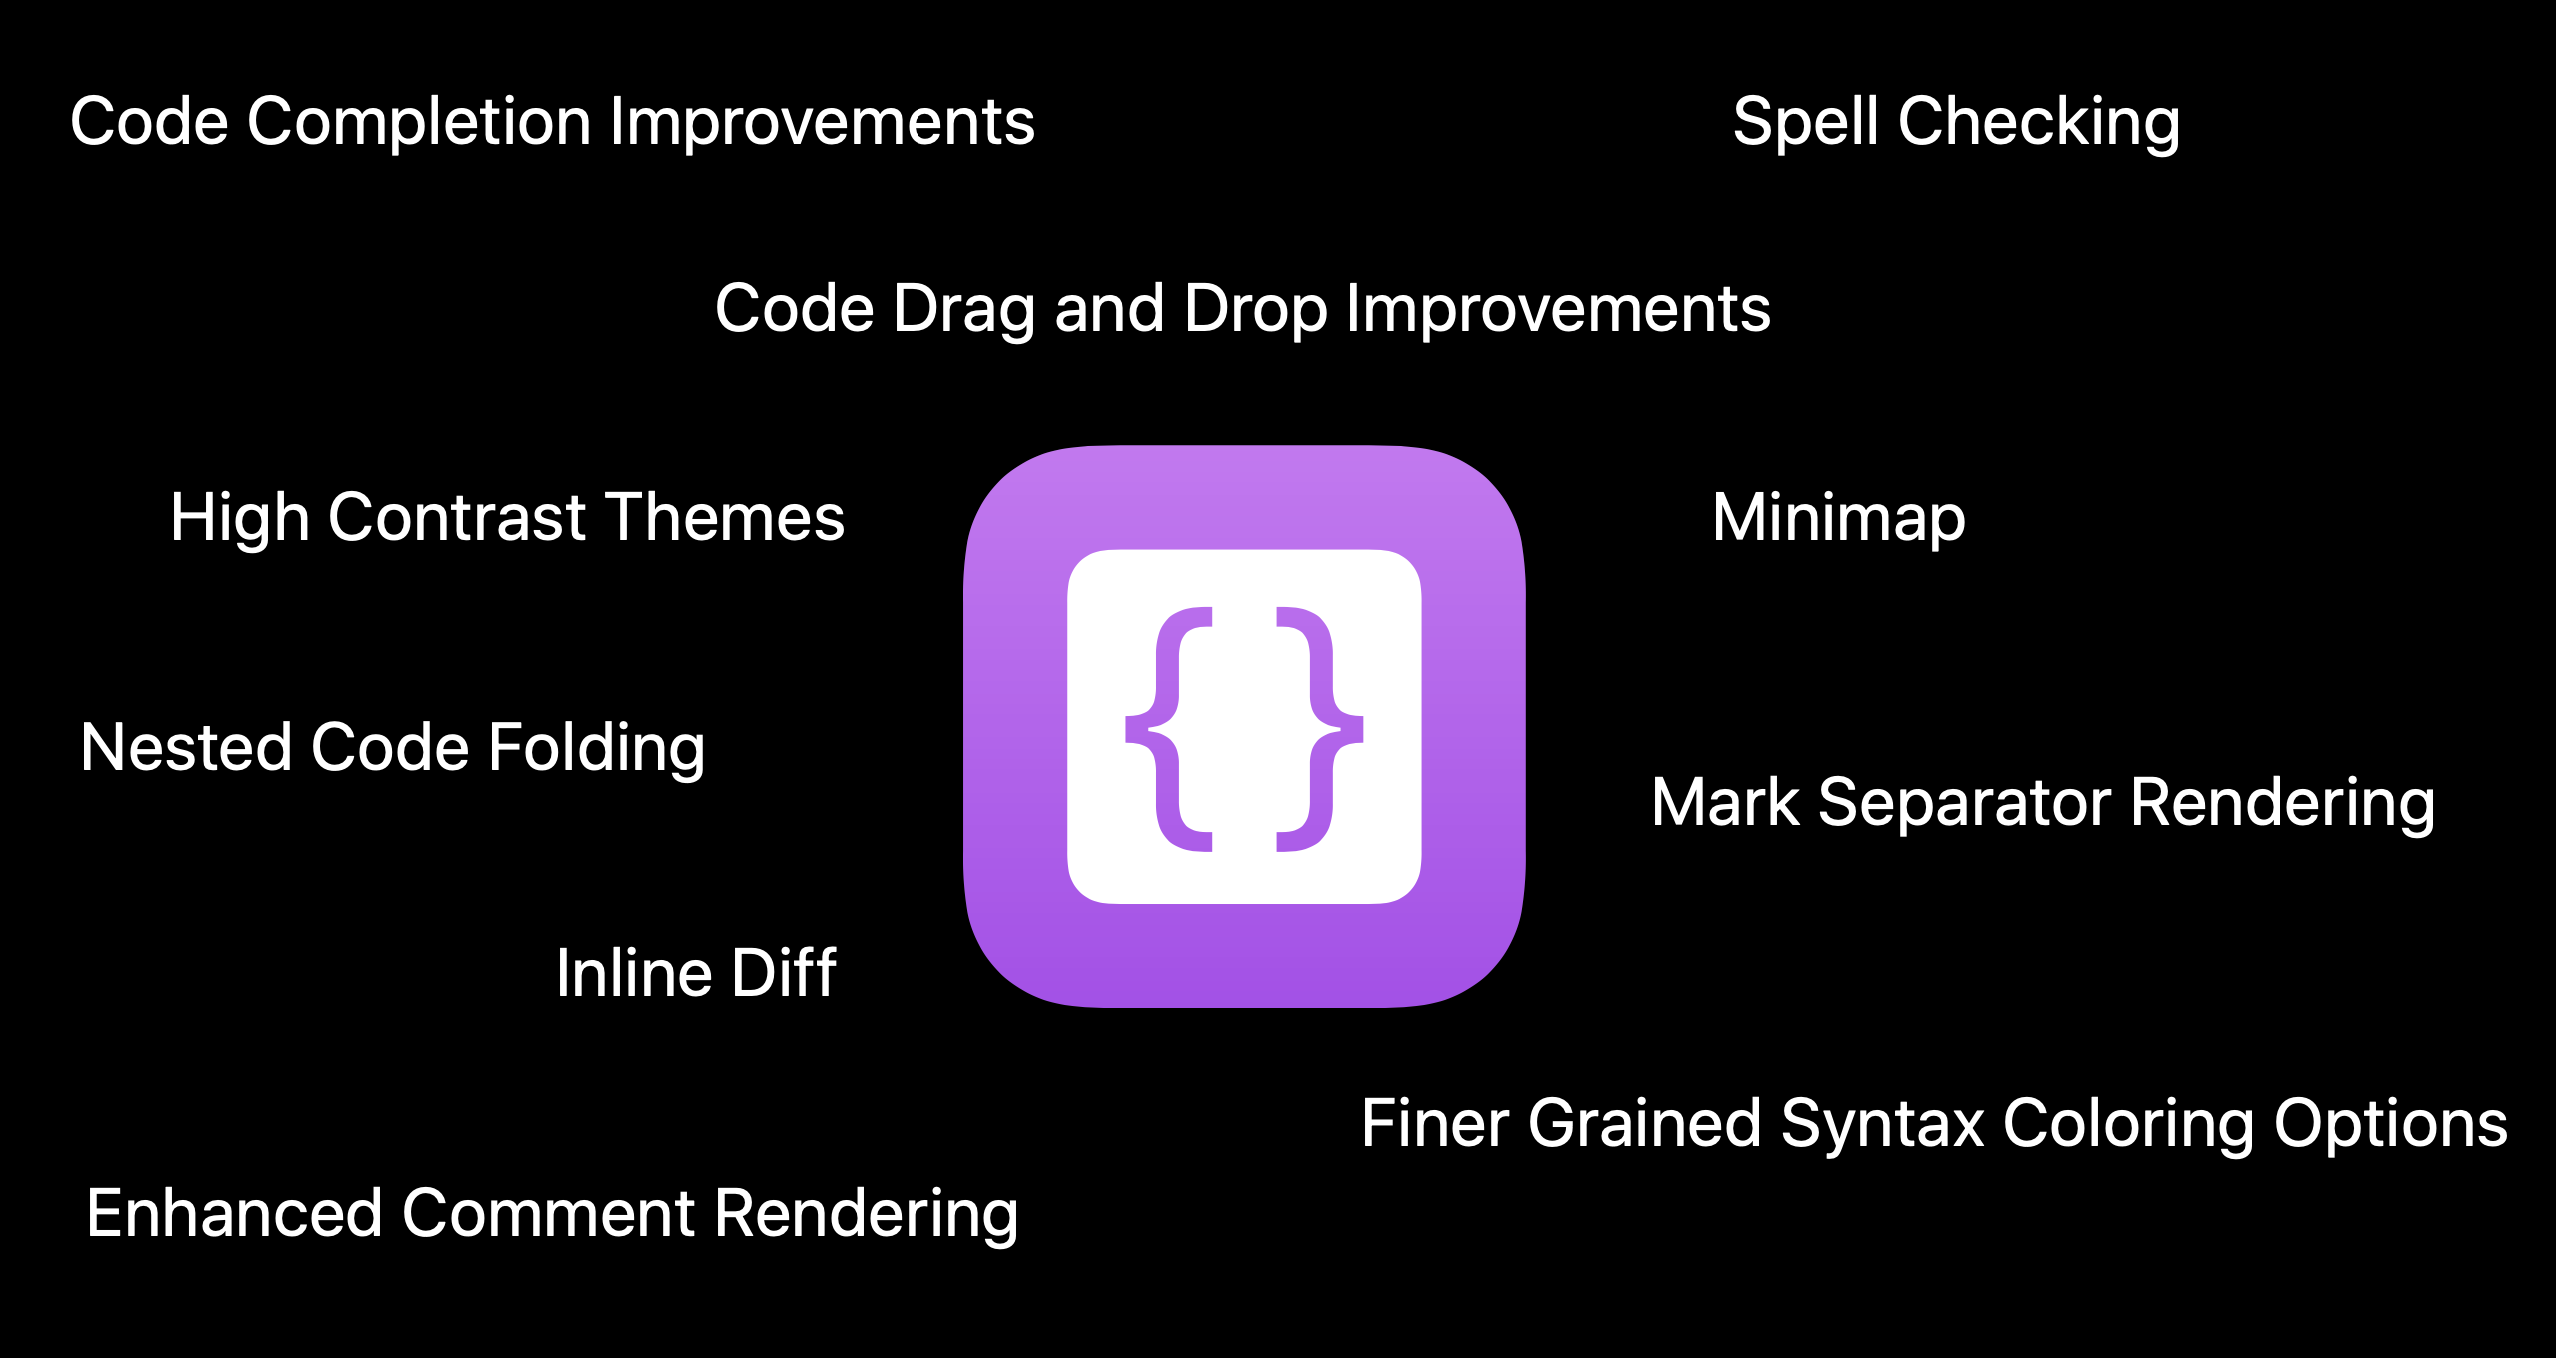 Code Completion Improvements
Spell Checking
Code Drag and Drop Improvements
High Contrast Themes
Minimap
{ }
Nested Code Folding
Mark Separator Rendering
Inline Diff
Finer Grained Syntax Coloring Options
Enhanced Comment Rendering